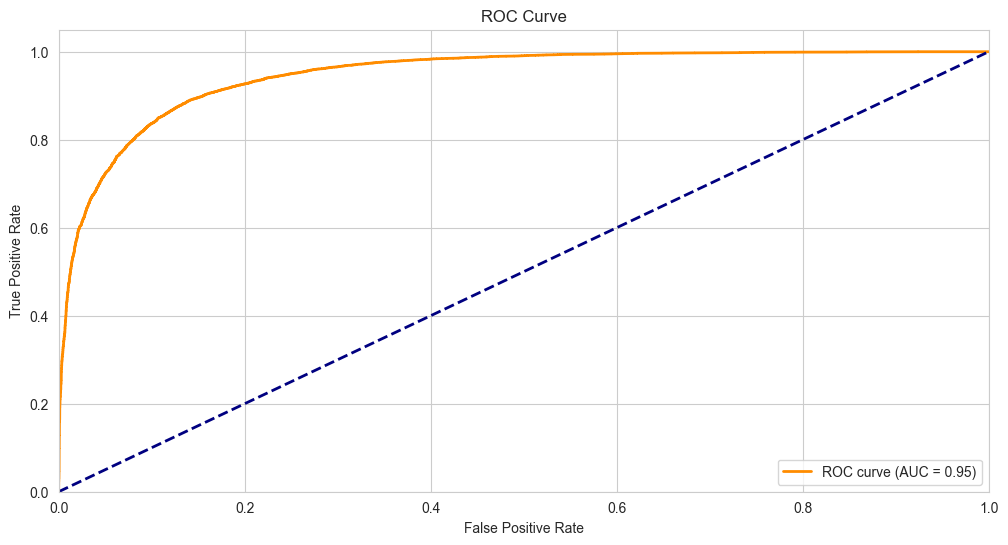 ROC Curve
1.0
0.8
0.6
0.4
0.2
0.0
True Positive Rate
ROC curve (AUC = 0.95)
0.0 0.2 0.4 0.6 0.8 1.0
False Positive Rate